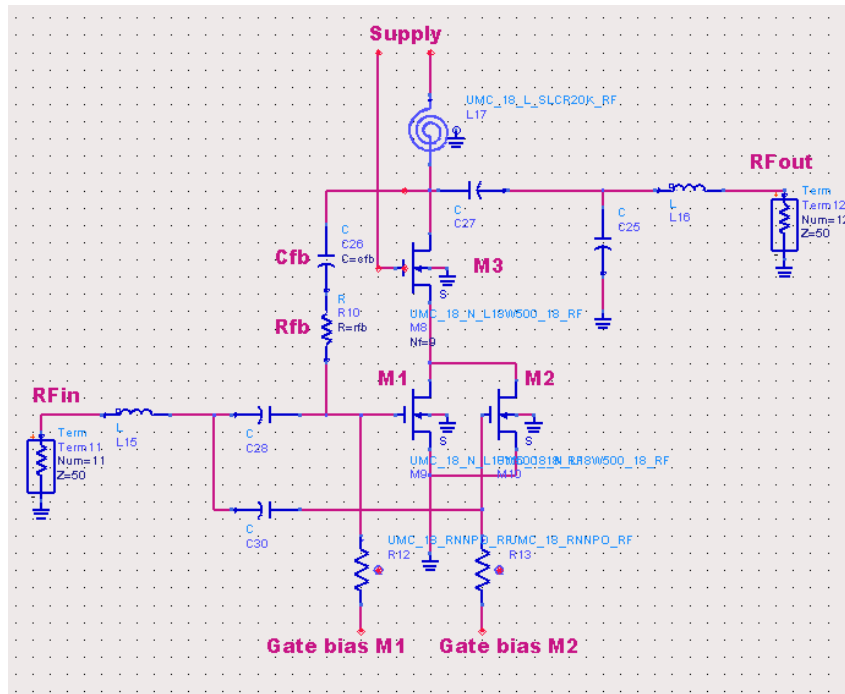 Supply
UMC_18_L_SLCR20K_RF
L17
RFout
Term
Term12
Num=12
Z=50
L
L16
C
C27
C
C25
C
C26
C=cfb
Cfb
M3
S
R
R10
R=rfb
Rfb
UMC_18_N_L18W500_18_RF
M8
Nf=9
M1
M2
RFin
Term
Term11
Num=11
Z=50
L
L15
C
C28
S
S
M9
M10
C
C30
UMC_18_RNNPO_RF
R12
UMC_18_RNNPO_RF
R13
Gate bias M1
Gate bias M2